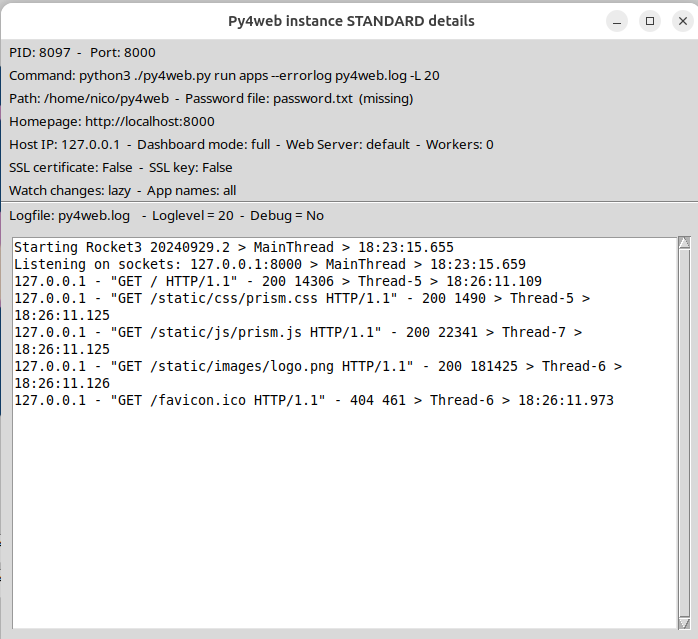 Py4web instance STANDARD details
PID: 8097 - Port: 8000
Command: python3 ./py4web.py run apps --errorlog py4web.log -L 20
Path: /home/nico/py4web - Password file: password.txt (missing)
Homepage: http://localhost:8000
Host IP: 127.0.0.1 - Dashboard mode: full - Web Server: default - Workers: 0
SSL certificate: False - SSL key: False
Watch changes: lazy - App names: all
Logfile: py4web.log - Loglevel = 20 - Debug = No
Starting Rocket3 20240929.2 > MainThread > 18:23:15.655
Listening on sockets: 127.0.0.1:8000 > MainThread > 18:23:15.659
127.0.0.1 - "GET / HTTP/1.1" - 200 14306 > Thread-5 > 18:26:11.109
127.0.0.1 - "GET /static/css/prism.css HTTP/1.1" - 200 1490 > Thread-5 >
18:26:11.125
127.0.0.1 - "GET /static/js/prism.js HTTP/1.1" - 200 22341 > Thread-7 >
18:26:11.125
127.0.0.1 - "GET /static/images/logo.png HTTP/1.1" - 200 181425 > Thread-6 >
18:26:11.126
127.0.0.1 - "GET /favicon.ico HTTP/1.1" - 404 461 > Thread-6 > 18:26:11.973